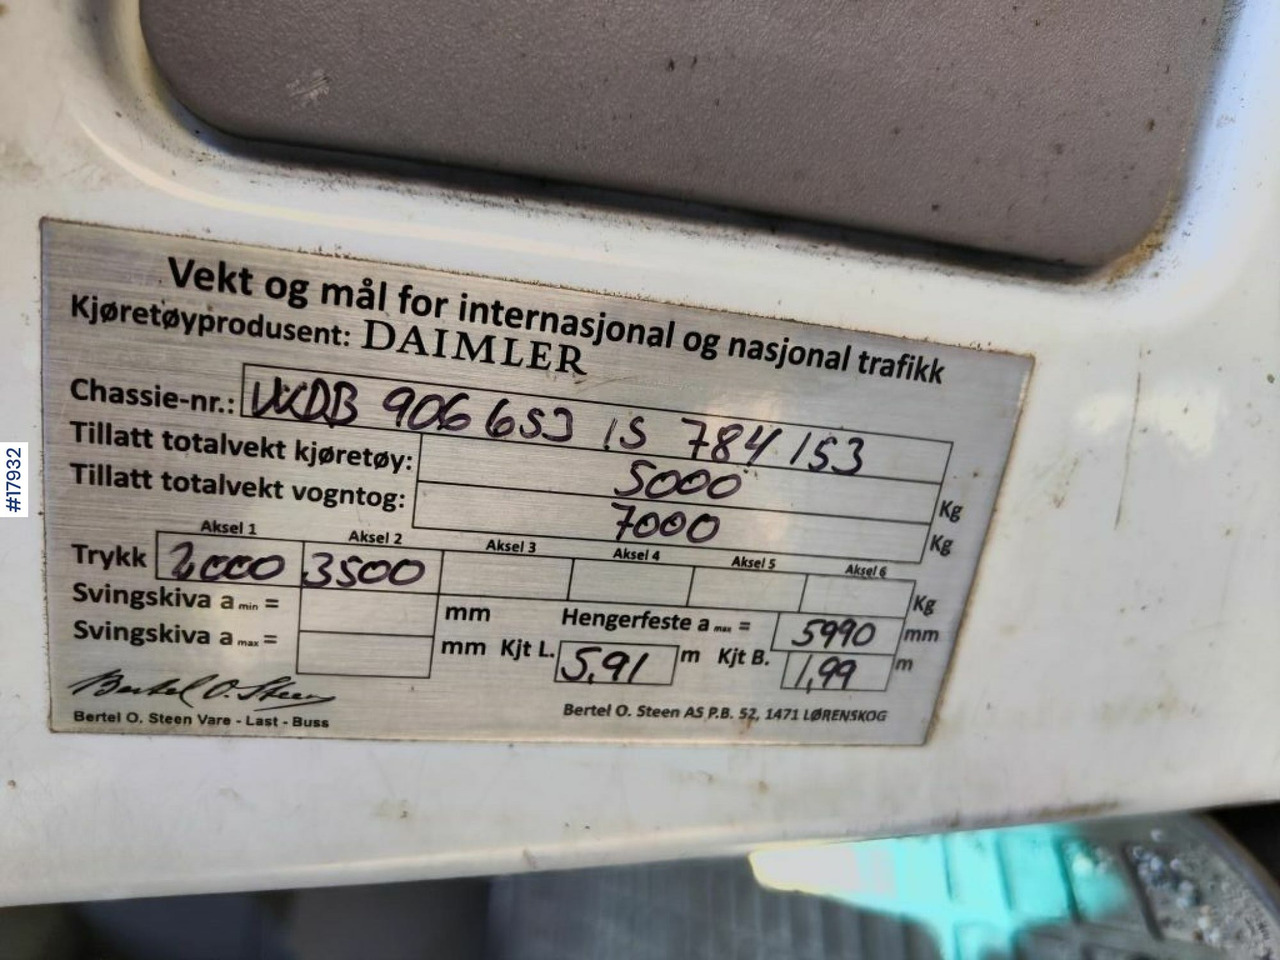 Vekt og mål for internasjonal og nasjonal trafikk
Kjøretøyprodusent: DAIMLER
Chassie-nr.: WDB 906 653 1S 784 153
Tillatt totalvekt kjøretøy: 5000 Kg
Tillatt totalvekt vogntog: 7000 Kg
Aksel 1 Aksel 2 Aksel 3 Aksel 4 Aksel 5 Aksel 6
Trykk 2000 3500 Kg
Svingskiva a min = mm Hengerfeste a max = 5990 mm
Svingskiva a max = mm Kjt L. 5,91 m Kjt B. 1,99 m
Bertel O. Steen
Bertel O. Steen Vare - Last - Buss
Bertel O. Steen AS P.B. 52, 1471 LØRENSKOG
#17932